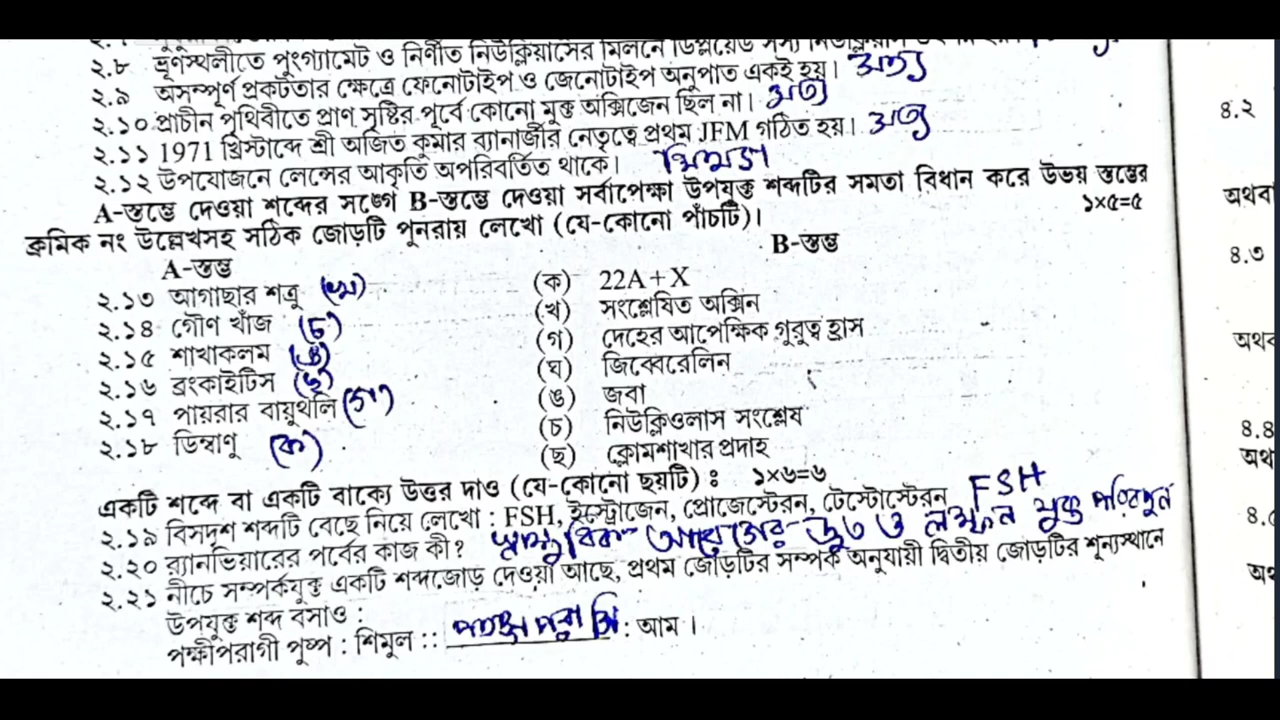 ২.৮ ভ্রূণস্থলীতে পুংগ্যামেট ও নির্ণীত নিউক্লিয়াসের মিলনে ডিপ্লয়েড সস্য
২.৯ অসম্পূর্ণ প্রকটতার ক্ষেত্রে ফেনোটাইপ ও জেনোটাইপ অনুপাত একই হয়। সত্য
২.১০ প্রাচীন পৃথিবীতে প্রাণ সৃষ্টির পূর্বে কোনো মুক্ত অক্সিজেন ছিল না। সত্য
২.১১ 1971 খ্রিস্টাব্দে শ্রী অজিত কুমার ব্যানার্জীর নেতৃত্বে প্রথম JFM গঠিত হয়। সত্য
২.১২ উপযোজনে লেন্সের আকৃতি অপরিবর্তিত থাকে। মিথ্যা
A-স্তম্ভে দেওয়া শব্দের সঙ্গে B-স্তম্ভে দেওয়া সর্বাপেক্ষা উপযুক্ত শব্দটির সমতা বিধান করে উভয় স্তম্ভের
ক্রমিক নং উল্লেখসহ সঠিক জোড়টি পুনরায় লেখো (যে-কোনো পাঁচটি)। ১×৫=৫
A-স্তম্ভ B-স্তম্ভ
২.১৩ আগাছার শত্রু (খ) (ক) 22A+X
২.১৪ গৌণ খাঁজ (চ) (খ) সংশ্লেষিত অক্সিন
২.১৫ শাখাকলম (ঙ) (গ) দেহের আপেক্ষিক গুরুত্ব হ্রাস
২.১৬ ব্রংকাইটিস (ছ) (ঘ) জিব্বেরেলিন
২.১৭ পায়রার বায়ুথলি (গ) (ঙ) জবা
২.১৮ ডিম্বাণু (ক) (চ) নিউক্লিওলাস সংশ্লেষ
(ছ) ক্লোমশাখার প্রদাহ
একটি শব্দে বা একটি বাক্যে উত্তর দাও (যে-কোনো ছয়টি) : ১×৬=৬
২.১৯ বিসদৃশ শব্দটি বেছে নিয়ে লেখো : FSH, ইস্ট্রোজেন, প্রোজেস্টেরন, টেস্টোস্টেরন FSH
২.২০ র‍্যানভিয়ারের পর্বের কাজ কী? স্নায়ুবিক আবেগের দ্রুত ও লম্ফন যুক্ত
২.২১ নীচে সম্পর্কযুক্ত একটি শব্দজোড় দেওয়া আছে, প্রথম জোড়টির সম্পর্ক অনুযায়ী দ্বিতীয় জোড়টির শূন্যস্থানে
উপযুক্ত শব্দ বসাও :
পক্ষীপরাগী পুষ্প : শিমুল :: পতঙ্গপরাগী : আম।
৪.২
অথবা
৪.৩
অথবা
৪.৪